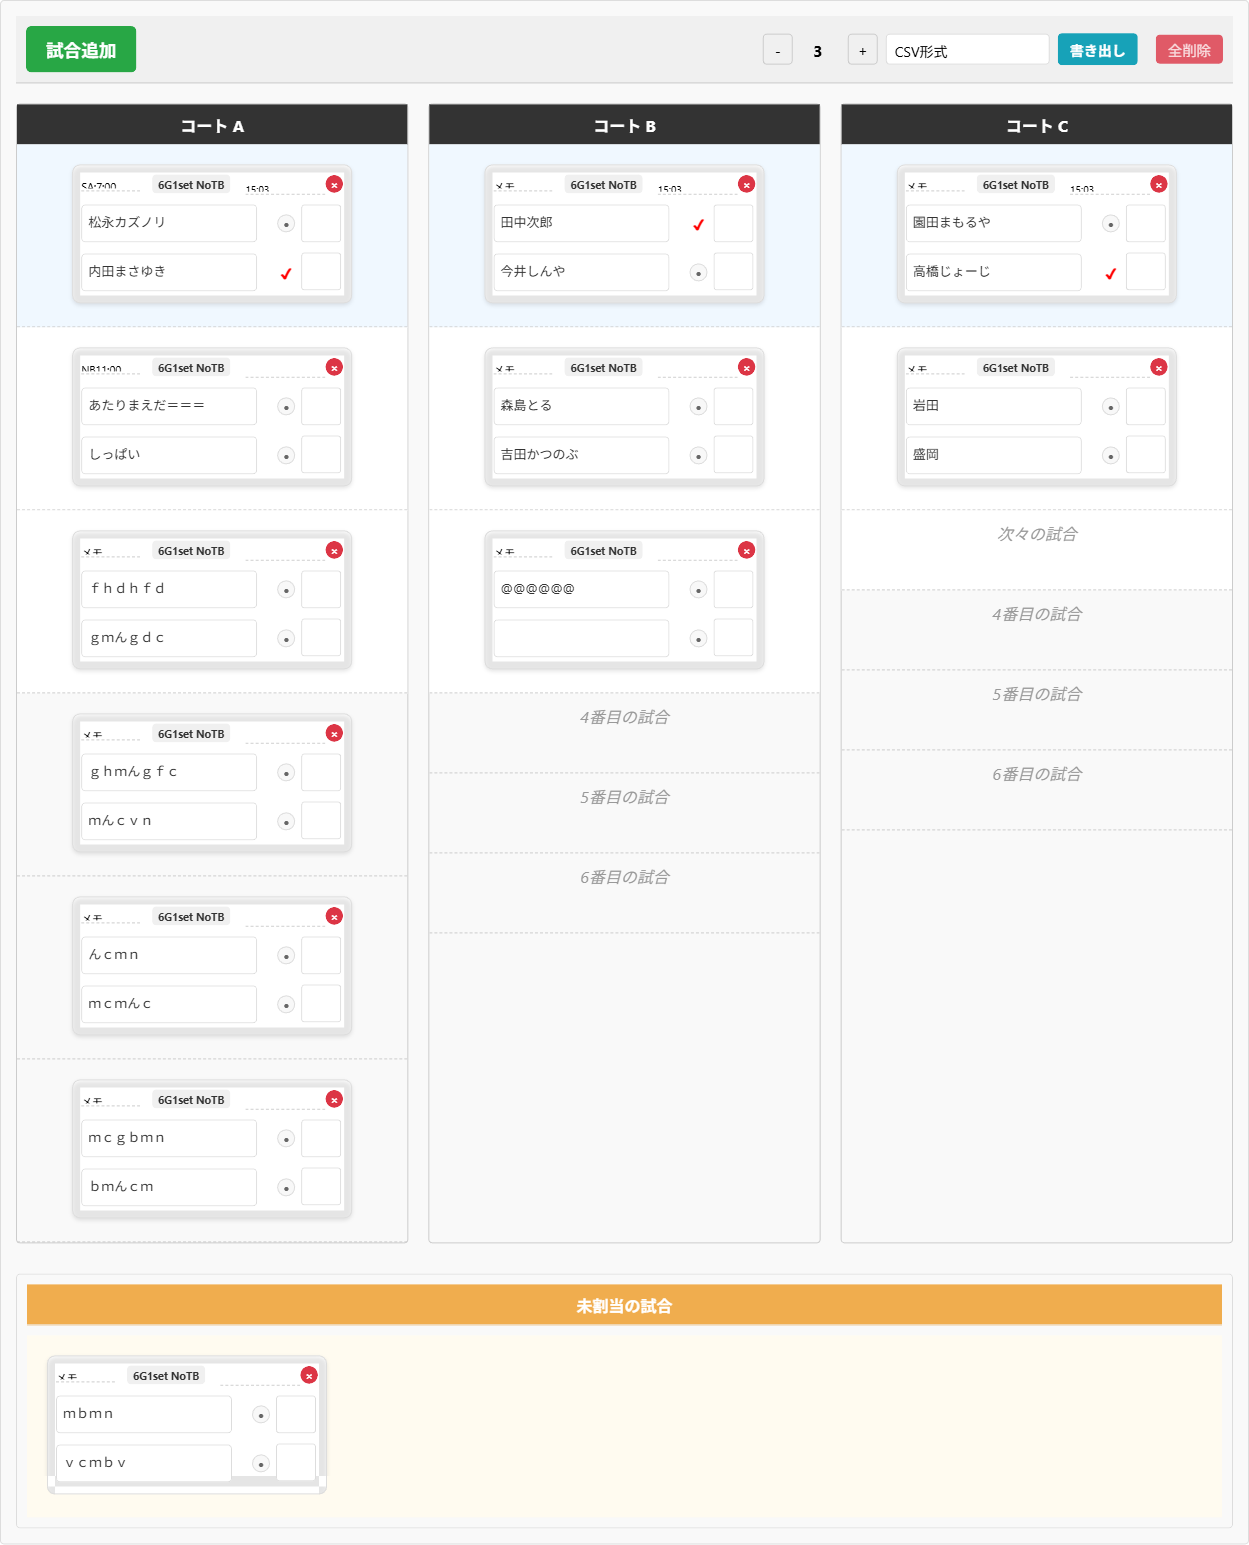 試合追加
- 3 + CSV形式 書き出し 全削除
コート A
SA:7:00 6G1set NoTB 15:03 ×
松永カズノリ
内田まさゆき ✓
NB11:00 6G1set NoTB ×
あたりまえだ＝＝＝
しっぱい
メモ 6G1set NoTB ×
ｆｈｄｈｆｄ
ｇｍんｇｄｃ
メモ 6G1set NoTB ×
ｇｈｍんｇｆｃ
ｍんｃｖｎ
メモ 6G1set NoTB ×
んｃｍｎ
ｍｃｍんｃ
メモ 6G1set NoTB ×
ｍｃｇｂｍｎ
ｂｍんｃｍ
コート B
メモ 6G1set NoTB 15:03 ×
田中次郎 ✓
今井しんや
メモ 6G1set NoTB ×
森島とる
吉田かつのぶ
メモ 6G1set NoTB ×
@@@@@@
4番目の試合
5番目の試合
6番目の試合
コート C
メモ 6G1set NoTB 15:03 ×
園田まもるや
高橋じょーじ ✓
メモ 6G1set NoTB ×
岩田
盛岡
次々の試合
4番目の試合
5番目の試合
6番目の試合
未割当の試合
メモ 6G1set NoTB ×
ｍｂｍｎ
ｖｃｍｂｖ